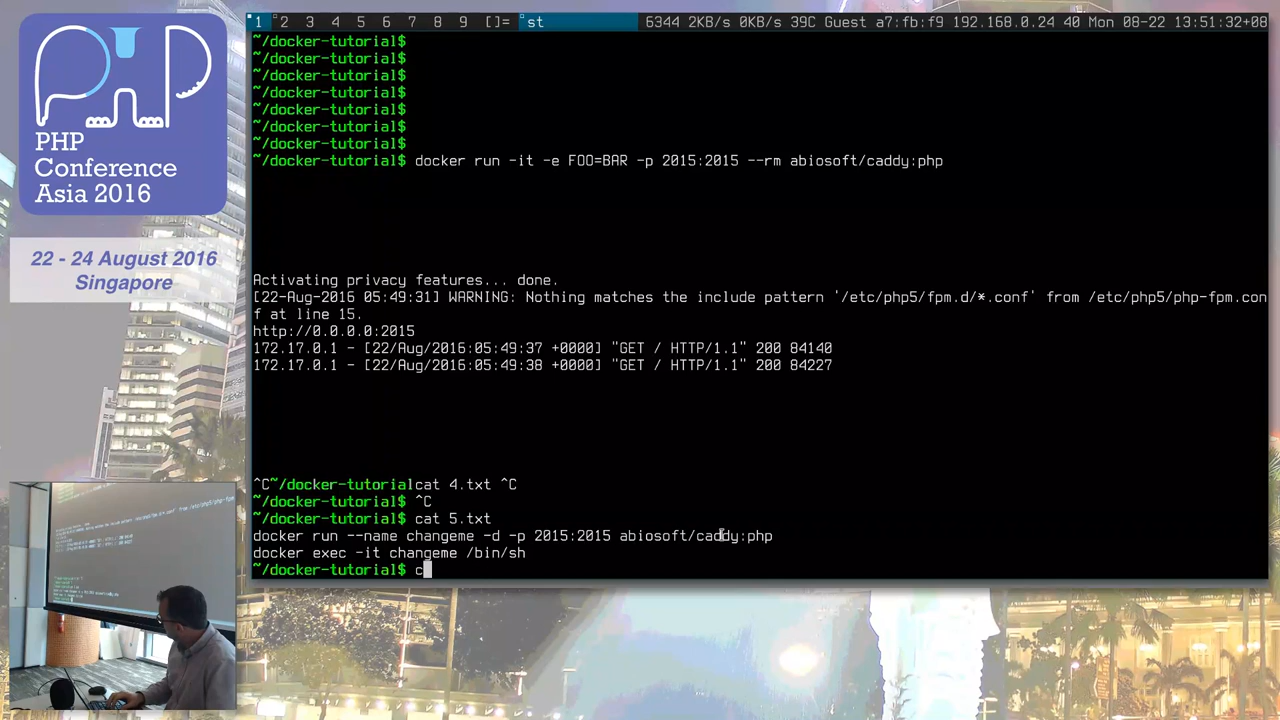 PHP
Conference
Asia 2016
22 - 24 August 2016
Singapore
1 2 3 4 5 6 7 8 9 []= st 6344 2KB/s 0KB/s 39C Guest a7:fb:f9 192.168.0.24 40 Mon 08-22 13:51:32+08
~/docker-tutorial$
~/docker-tutorial$
~/docker-tutorial$
~/docker-tutorial$
~/docker-tutorial$
~/docker-tutorial$
~/docker-tutorial$
~/docker-tutorial$ docker run -it -e FOO=BAR -p 2015:2015 --rm abiosoft/caddy:php
Activating privacy features... done.
[22-Aug-2016 05:49:31] WARNING: Nothing matches the include pattern '/etc/php5/fpm.d/*.conf' from /etc/php5/php-fpm.con
f at line 15.
http://0.0.0.0:2015
172.17.0.1 - [22/Aug/2016:05:49:37 +0000] "GET / HTTP/1.1" 200 84140
172.17.0.1 - [22/Aug/2016:05:49:38 +0000] "GET / HTTP/1.1" 200 84227
^C~/docker-tutorialcat 4.txt ^C
~/docker-tutorial$ ^C
~/docker-tutorial$ cat 5.txt
docker run --name changeme -d -p 2015:2015 abiosoft/caddy:php
docker exec -it changeme /bin/sh
~/docker-tutorial$ c